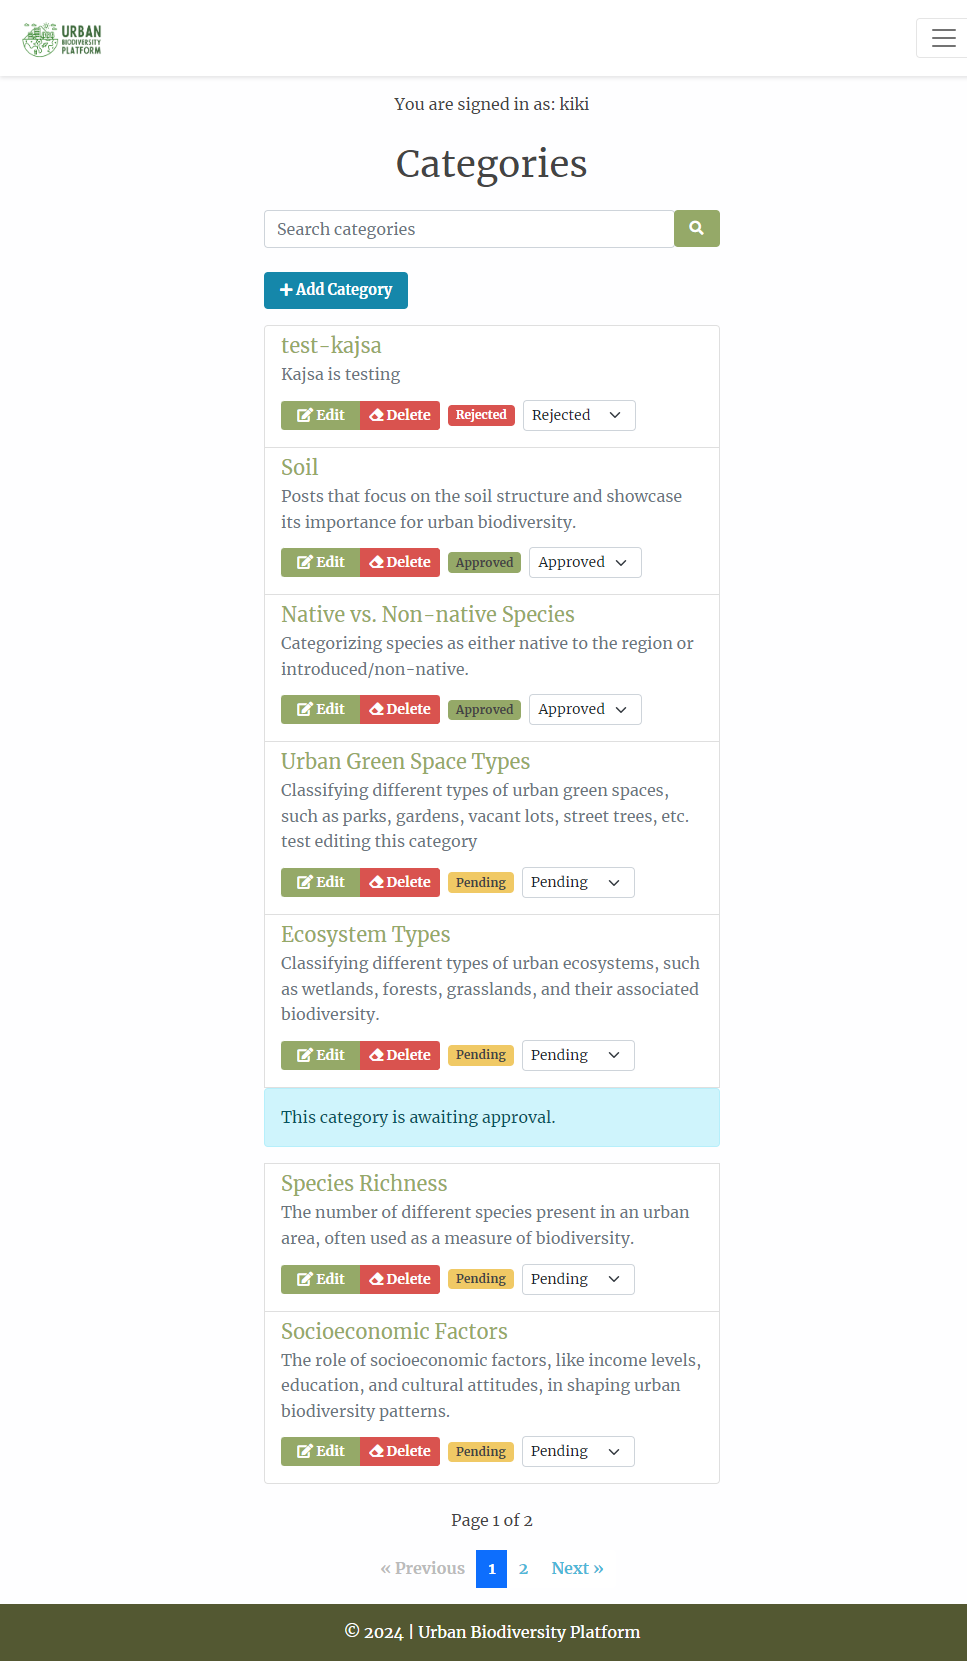 URBAN
BIODIVERSITY
PLATFORM
You are signed in as: kiki
Categories
Search categories
Add Category
test-kajsa
Kajsa is testing
Edit Delete Rejected Rejected
Soil
Posts that focus on the soil structure and showcase
its importance for urban biodiversity.
Edit Delete Approved Approved
Native vs. Non-native Species
Categorizing species as either native to the region or
introduced/non-native.
Edit Delete Approved Approved
Urban Green Space Types
Classifying different types of urban green spaces,
such as parks, gardens, vacant lots, street trees, etc.
test editing this category
Edit Delete Pending Pending
Ecosystem Types
Classifying different types of urban ecosystems, such
as wetlands, forests, grasslands, and their associated
biodiversity.
Edit Delete Pending Pending
This category is awaiting approval.
Species Richness
The number of different species present in an urban
area, often used as a measure of biodiversity.
Edit Delete Pending Pending
Socioeconomic Factors
The role of socioeconomic factors, like income levels,
education, and cultural attitudes, in shaping urban
biodiversity patterns.
Edit Delete Pending Pending
Page 1 of 2
« Previous 1 2 Next »
© 2024 | Urban Biodiversity Platform